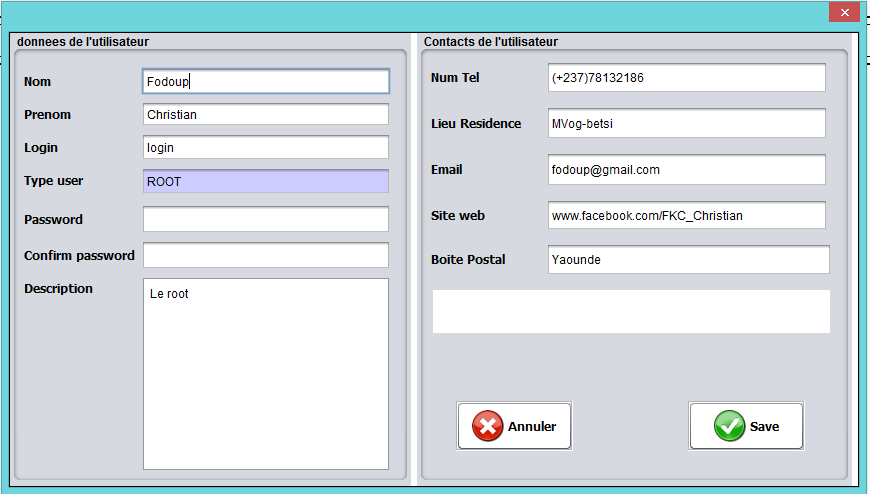 donnees de l'utilisateur
Nom Fodoup
Prenom Christian
Login login
Type user ROOT
Password
Confirm password
Description Le root
Contacts de l'utilisateur
Num Tel (+237)78132186
Lieu Residence MVog-betsi
Email fodoup@gmail.com
Site web www.facebook.com/FKC_Christian
Boite Postal Yaounde
Annuler Save